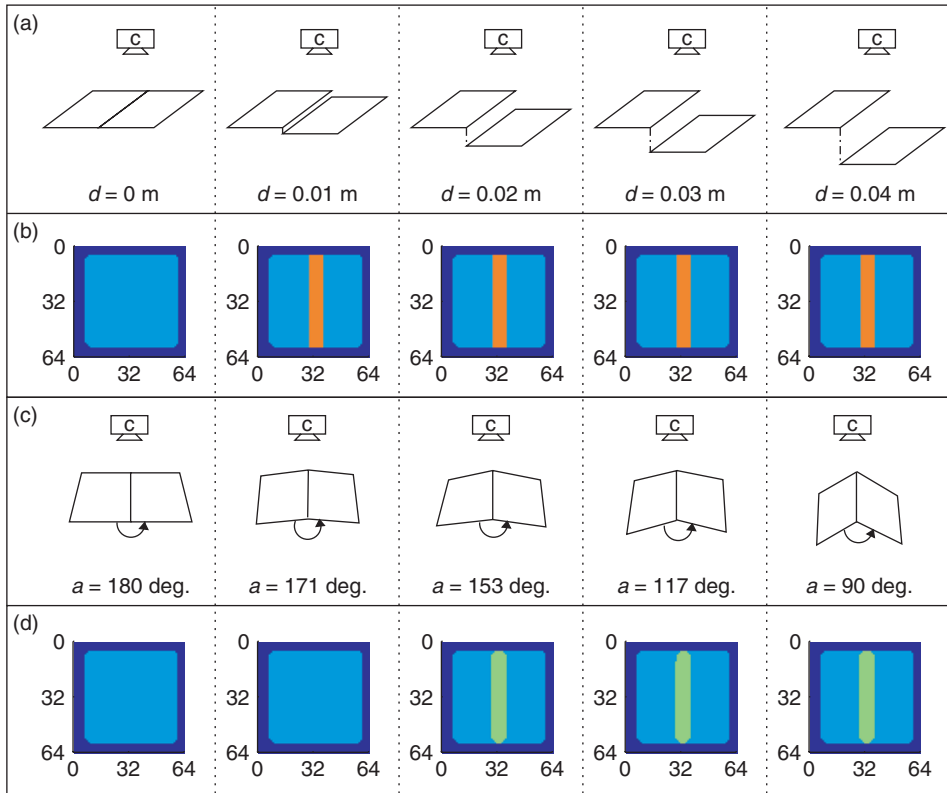 (a)
C C C C C
d = 0 m d = 0.01 m d = 0.02 m d = 0.03 m d = 0.04 m
(b)
0 0 0 0 0
32 32 32 32 32
64 64 64 64 64
0 32 64 0 32 64 0 32 64 0 32 64 0 32 64
(c)
C C C C C
a = 180 deg. a = 171 deg. a = 153 deg. a = 117 deg. a = 90 deg.
(d)
0 0 0 0 0
32 32 32 32 32
64 64 64 64 64
0 32 64 0 32 64 0 32 64 0 32 64 0 32 64